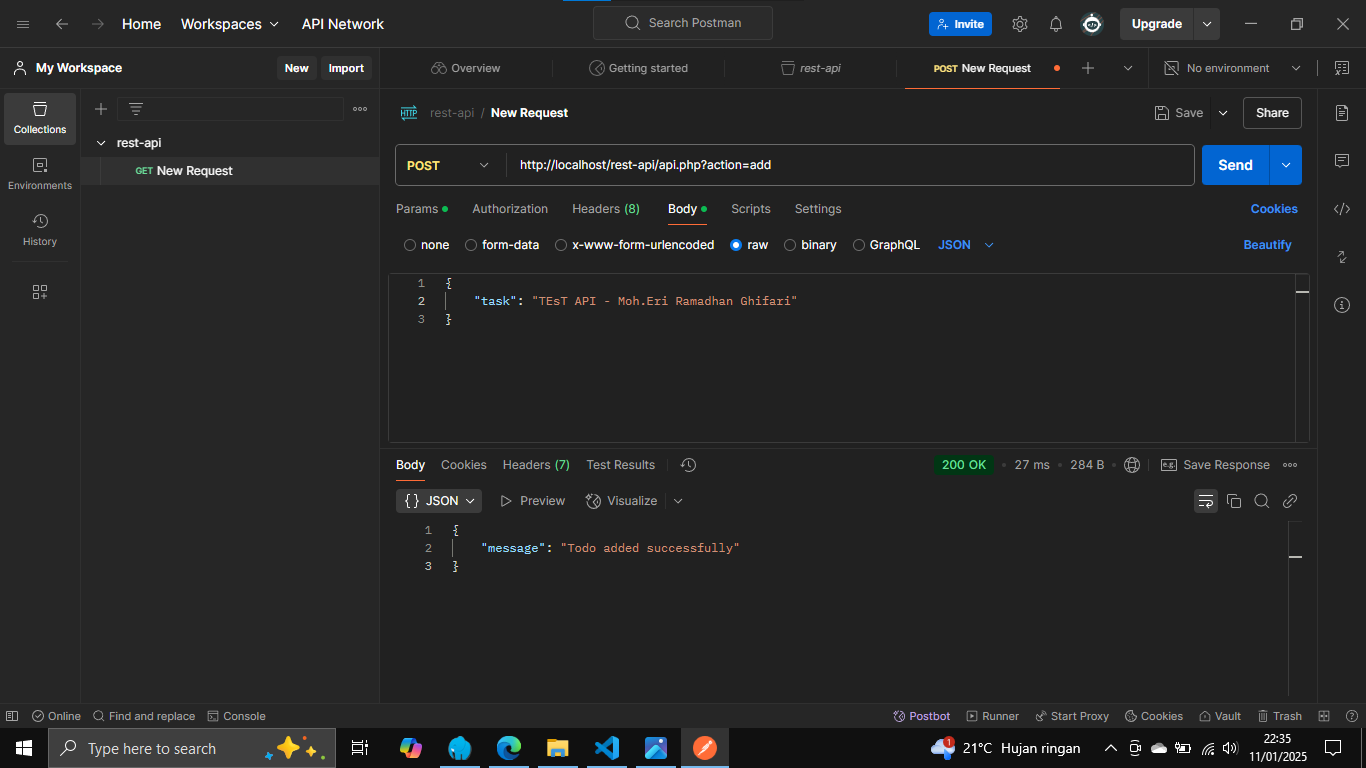 Home Workspaces API Network Search Postman Invite Upgrade
My Workspace New Import Overview Getting started rest-api POST New Request No environment
Collections
Environments
History
rest-api
GET New Request
HTTP rest-api / New Request Save Share
POST http://localhost/rest-api/api.php?action=add Send
Params Authorization Headers (8) Body Scripts Settings Cookies
none form-data x-www-form-urlencoded raw binary GraphQL JSON Beautify
1 {
2 "task": "TEsT API - Moh.Eri Ramadhan Ghifari"
3 }
Body Cookies Headers (7) Test Results 200 OK 27 ms 284 B e.g. Save Response
{} JSON Preview Visualize
1 {
2 "message": "Todo added successfully"
3 }
Online Find and replace Console Postbot Runner Start Proxy Cookies Vault Trash
Type here to search 1 21°C Hujan ringan 22:35
11/01/2025